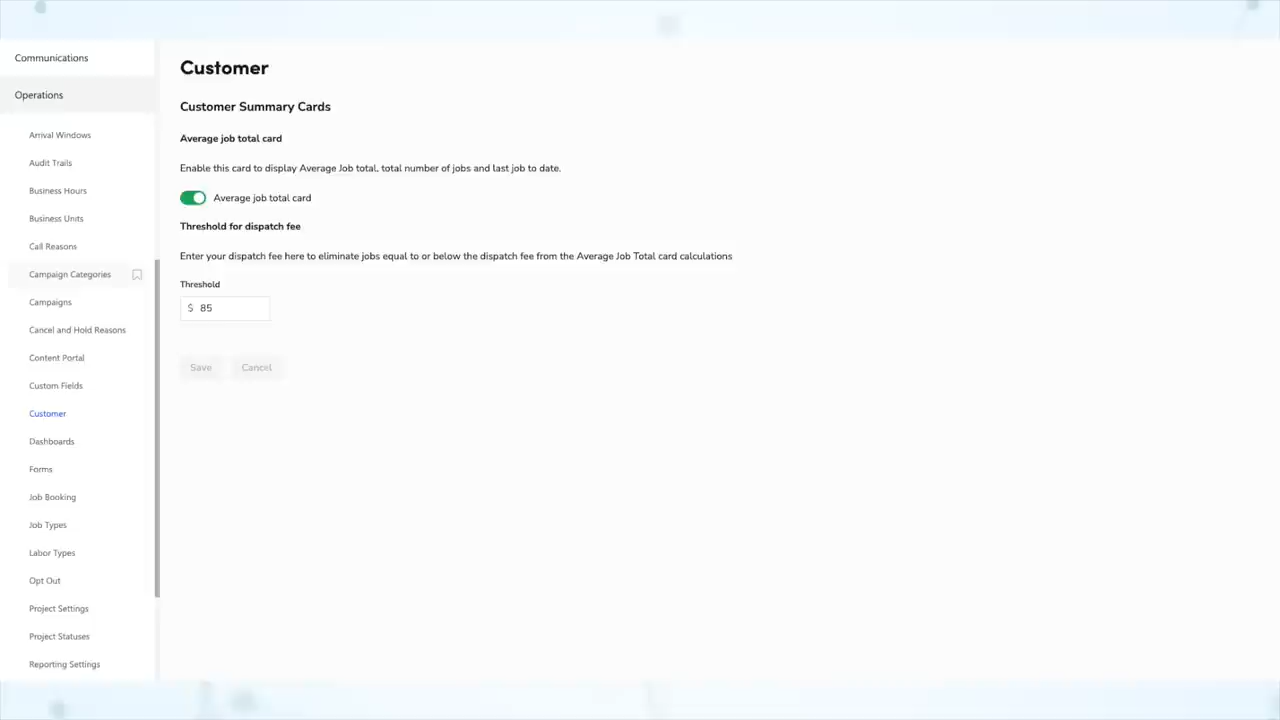 Communications
Operations
Arrival Windows
Audit Trails
Business Hours
Business Units
Call Reasons
Campaign Categories
Campaigns
Cancel and Hold Reasons
Content Portal
Custom Fields
Customer
Dashboards
Forms
Job Booking
Job Types
Labor Types
Opt Out
Project Settings
Project Statuses
Reporting Settings
Customer
Customer Summary Cards
Average job total card
Enable this card to display Average Job total, total number of jobs and last job to date.
Average job total card
Threshold for dispatch fee
Enter your dispatch fee here to eliminate jobs equal to or below the dispatch fee from the Average Job Total card calculations
Threshold
$ 85
Save Cancel